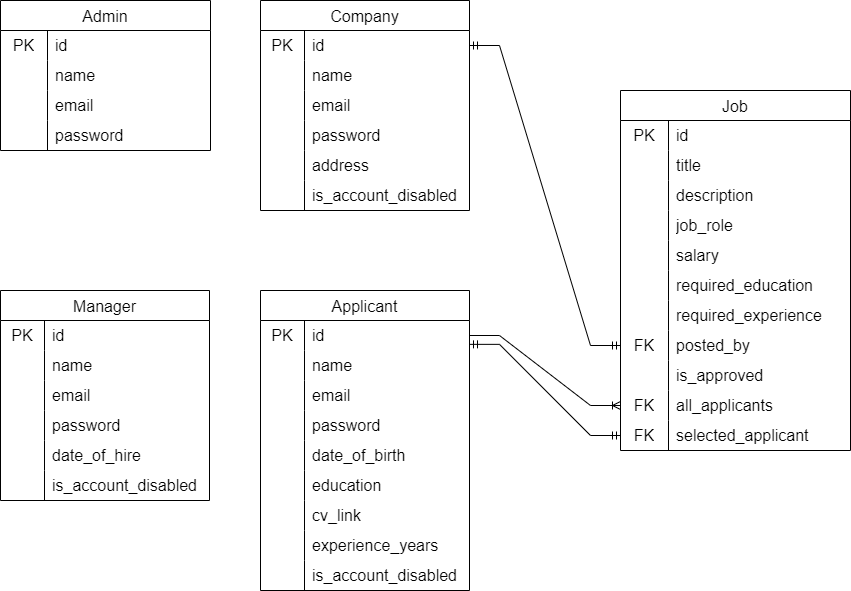 Admin
PK id
name
email
password
Company
PK id
name
email
password
address
is_account_disabled
Job
PK id
title
description
job_role
salary
required_education
required_experience
FK posted_by
is_approved
FK all_applicants
FK selected_applicant
Manager
PK id
name
email
password
date_of_hire
is_account_disabled
Applicant
PK id
name
email
password
date_of_birth
education
cv_link
experience_years
is_account_disabled